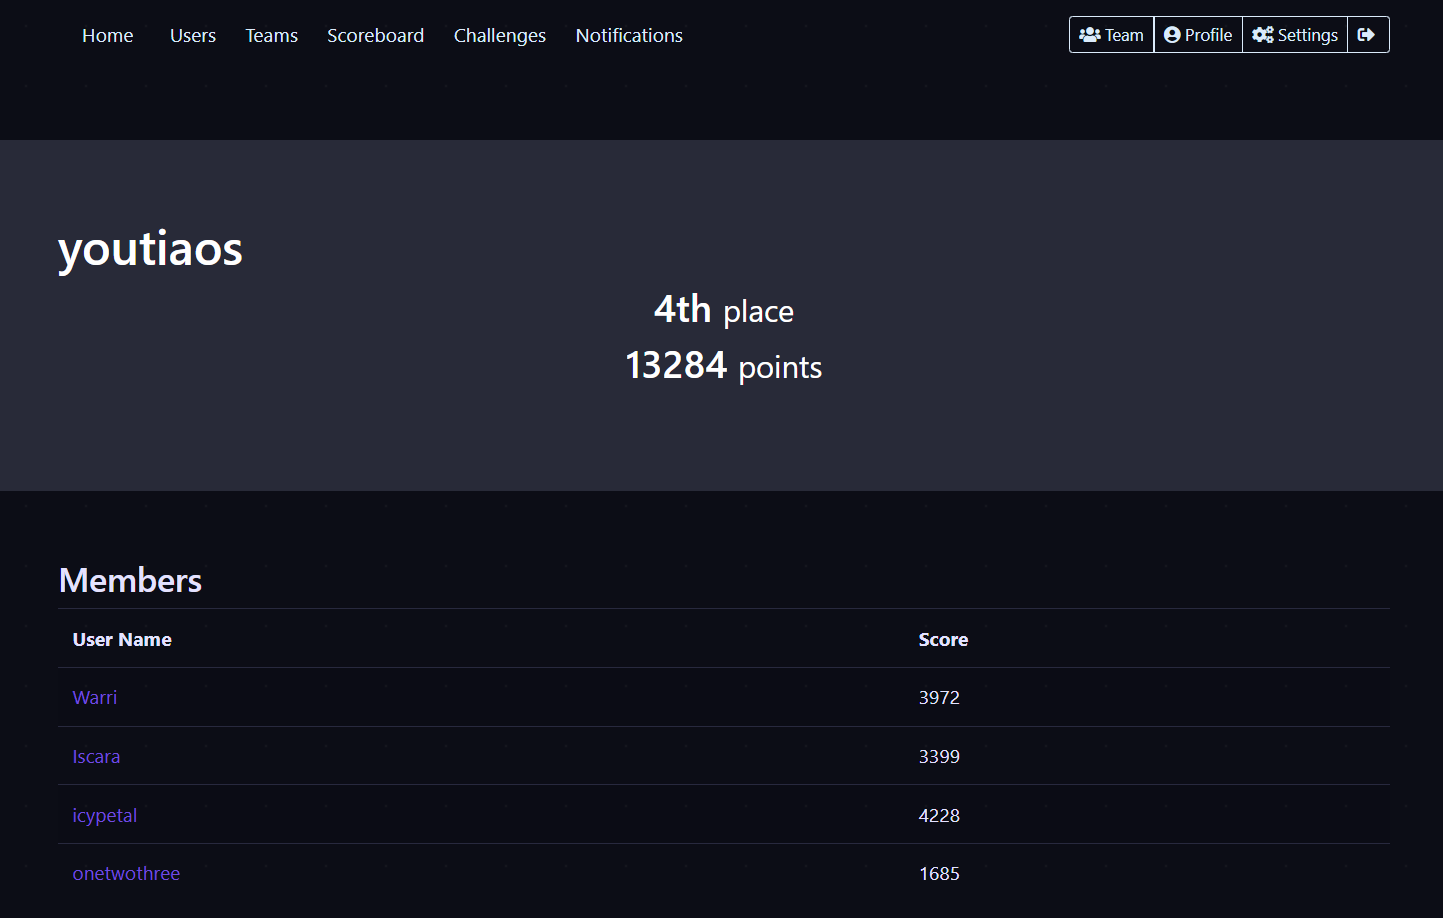 Home Users Teams Scoreboard Challenges Notifications Team Profile Settings
youtiaos
4th place
13284 points
Members
User Name Score
Warri 3972
Iscara 3399
icypetal 4228
onetwothree 1685